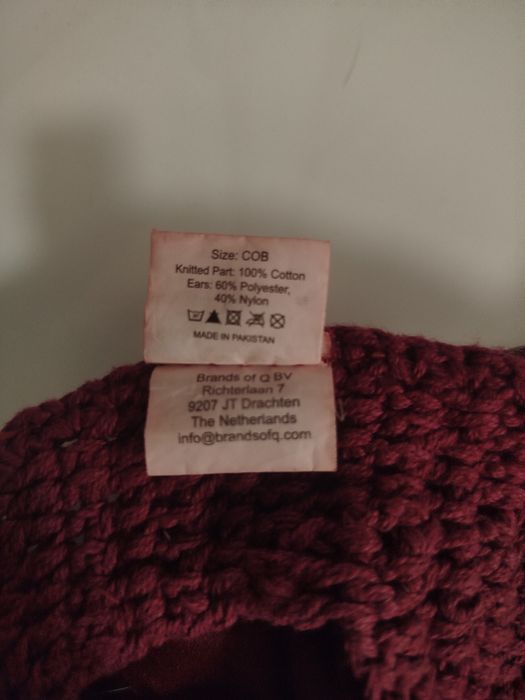 Size: COB
Knitted Part: 100% Cotton
Ears: 60% Polyester,
40% Nylon
MADE IN PAKISTAN
Brands of Q BV
Richterlaan 7
9207 JT Drachten
The Netherlands
info@brandsofq.com